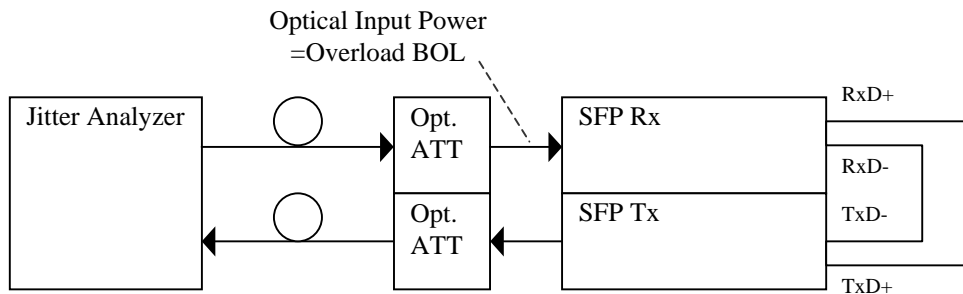 Optical Input Power
=Overload BOL
Jitter Analyzer
Opt.
ATT
SFP Rx
RxD+
RxD-
Opt.
ATT
SFP Tx
TxD-
TxD+